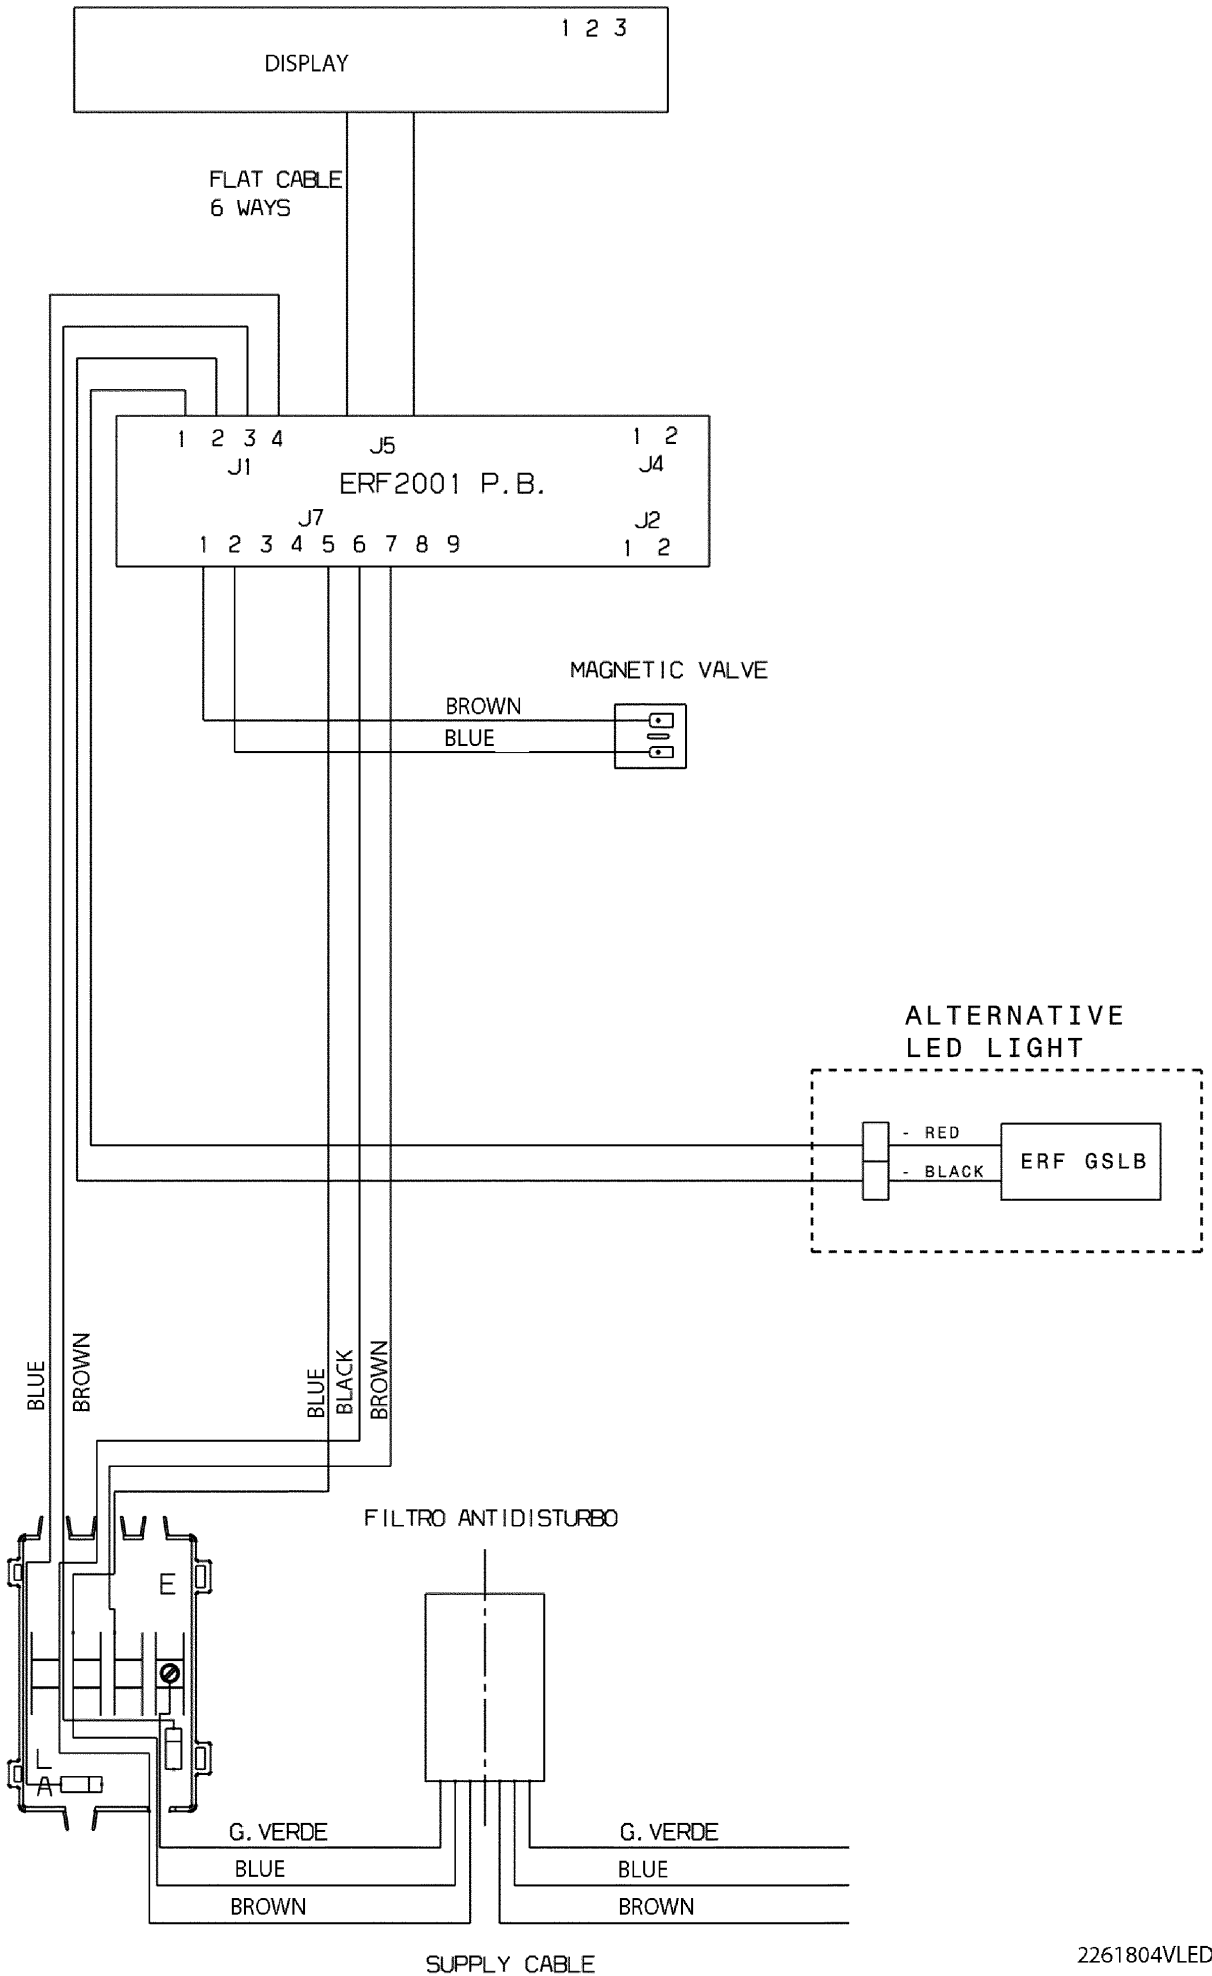 1 2 3
DISPLAY
FLAT CABLE
6 WAYS
1 2 3 4
J1
J5
1 2
J4
ERF2001 P.B.
J7
1 2 3 4 5 6 7 8 9
J2
1 2
MAGNETIC VALVE
BROWN
BLUE
ALTERNATIVE
LED LIGHT
- RED
- BLACK
ERF GSLB
BLUE
BROWN
BLUE
BLACK
BROWN
FILTRO ANTIDISTURBO
E
L
A
G.VERDE
BLUE
BROWN
G.VERDE
BLUE
BROWN
SUPPLY CABLE
2261804VLED